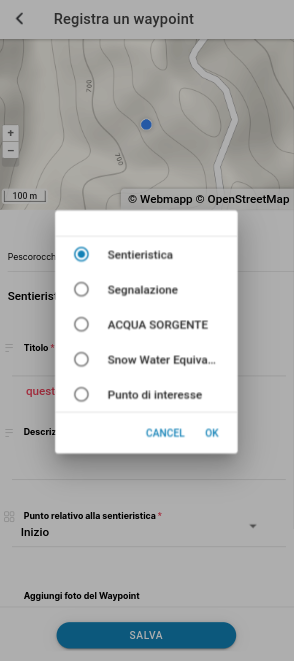 Registra un waypoint
700
700
+
−
100 m
© Webmapp © OpenStreetMap
Pescorocch
Sentierist
Sentieristica
Segnalazione
ACQUA SORGENTE
Snow Water Equiva...
Punto di interesse
CANCEL OK
Titolo *
quest
Descriz
Punto relativo alla sentieristica *
Inizio
Aggiungi foto del Waypoint
SALVA